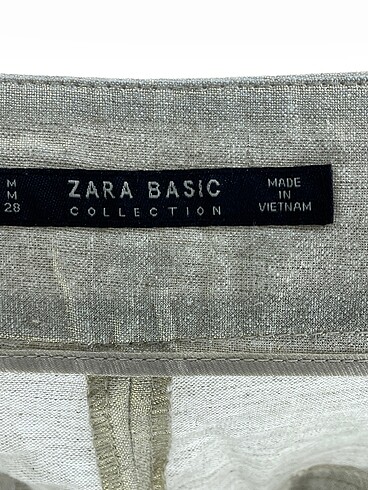 M
M
28
ZARA BASIC
COLLECTION
MADE
IN
VIETNAM